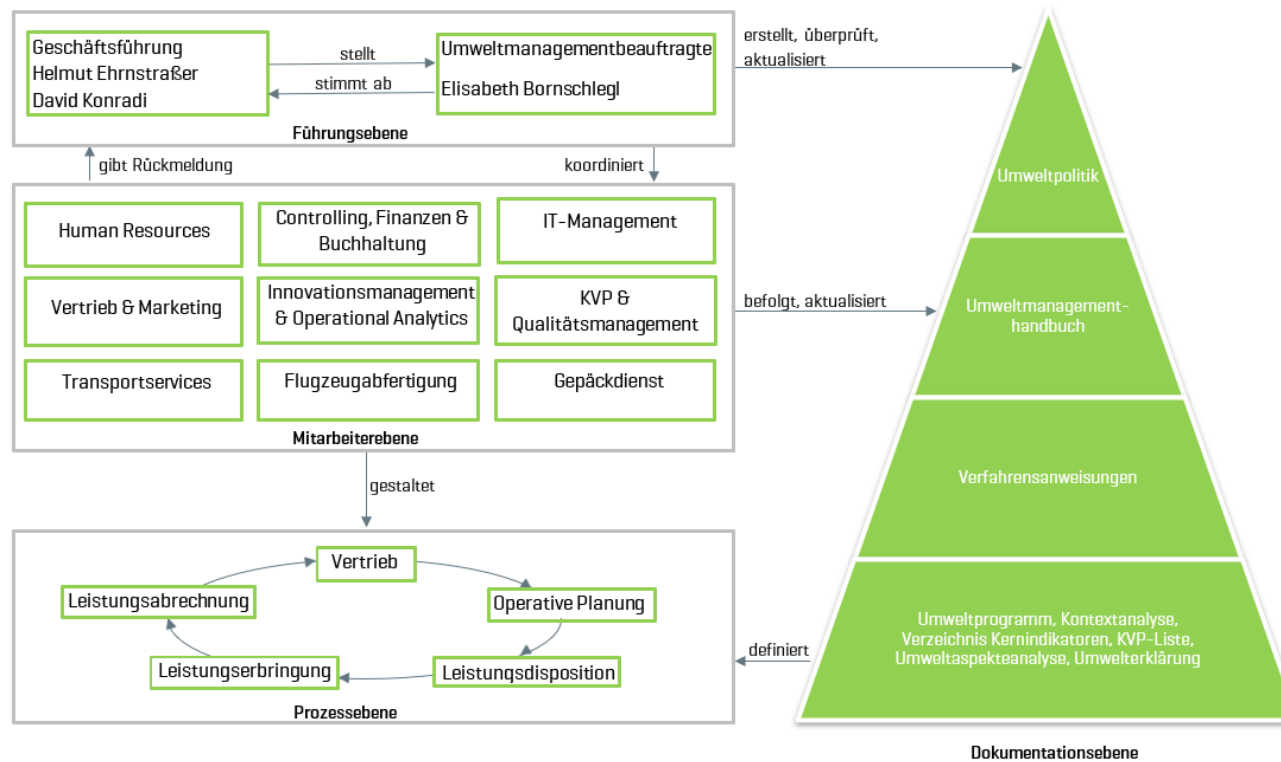 Geschäftsführung
Helmut Ehrnstraßer
David Konradi
stellt
stimmt ab
Umweltmanagementbeauftragte
Elisabeth Bornschlegl
Führungsebene
erstellt, überprüft,
aktualisiert
gibt Rückmeldung
koordiniert
Human Resources
Controlling, Finanzen &
Buchhaltung
IT-Management
Vertrieb & Marketing
Innovationsmanagement
& Operational Analytics
KVP &
Qualitätsmanagement
Transportservices
Flugzeugabfertigung
Gepäckdienst
Mitarbeiterebene
befolgt, aktualisiert
gestaltet
Vertrieb
Operative Planung
Leistungsdisposition
Leistungserbringung
Leistungsabrechnung
Prozessebene
definiert
Umweltpolitik
Umweltmanagement-
handbuch
Verfahrensanweisungen
Umweltprogramm, Kontextanalyse,
Verzeichnis Kernindikatoren, KVP-Liste,
Umweltaspekteanalyse, Umwelterklärung
Dokumentationsebene